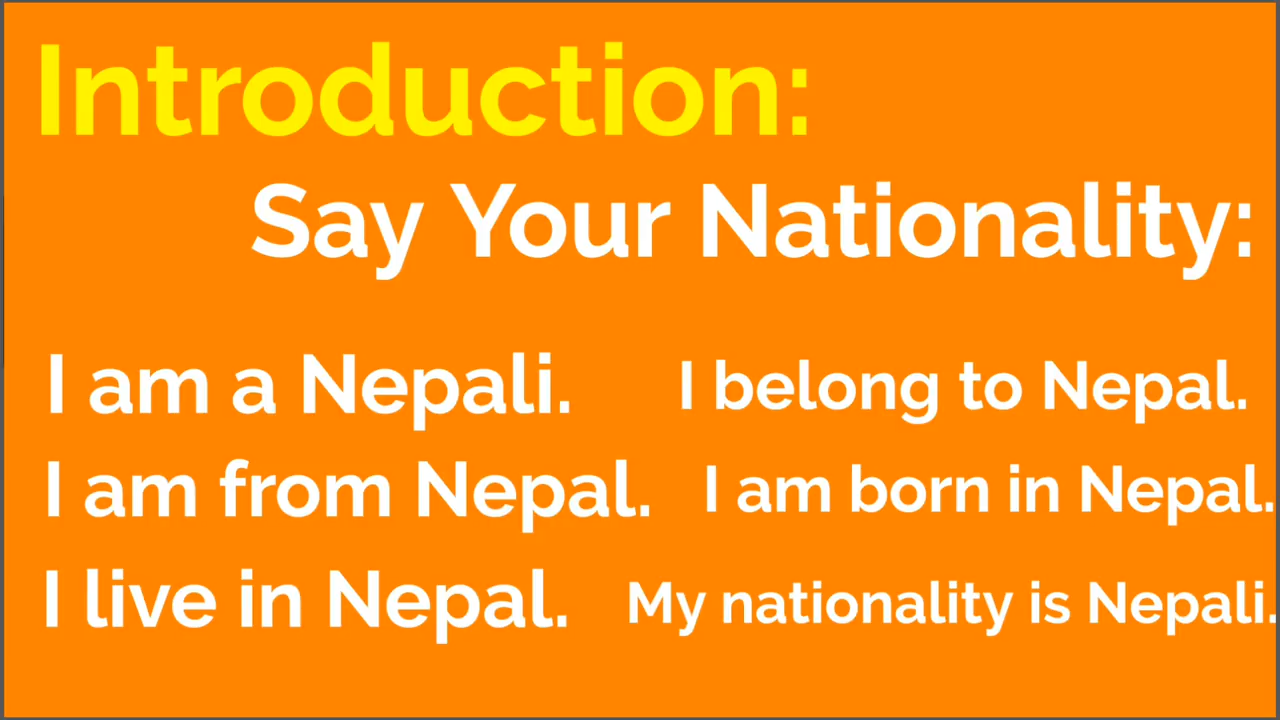 Introduction:
Say Your Nationality:
I am a Nepali.
I belong to Nepal.
I am from Nepal.
I am born in Nepal.
I live in Nepal.
My nationality is Nepali.